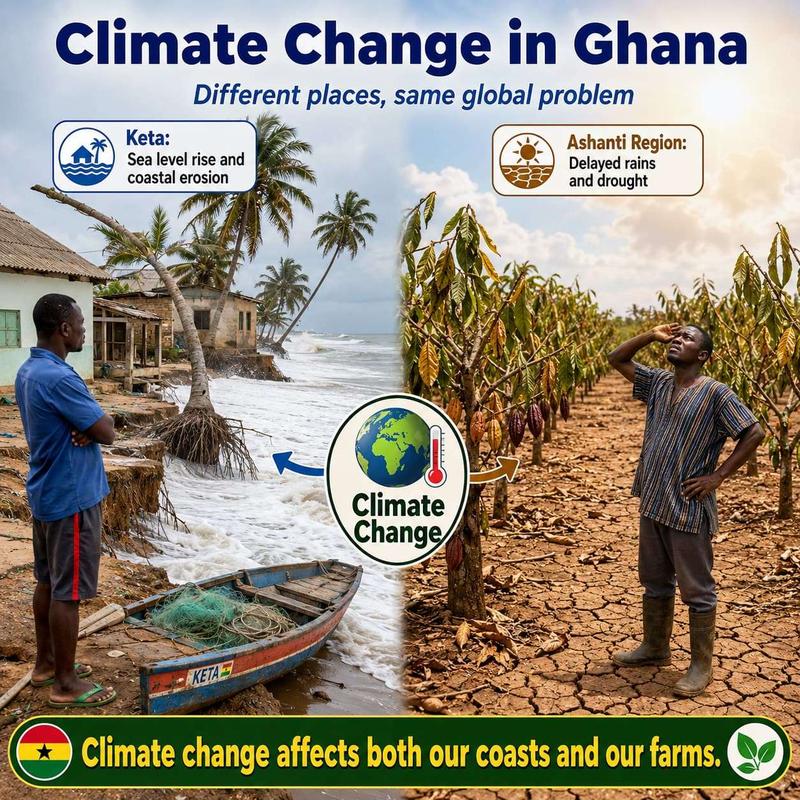 Climate Change in Ghana
Different places, same global problem
Keta:
Sea level rise and
coastal erosion
Ashanti Region:
Delayed rains
and drought
Climate
Change
KETA
Climate change affects both our coasts and our farms.